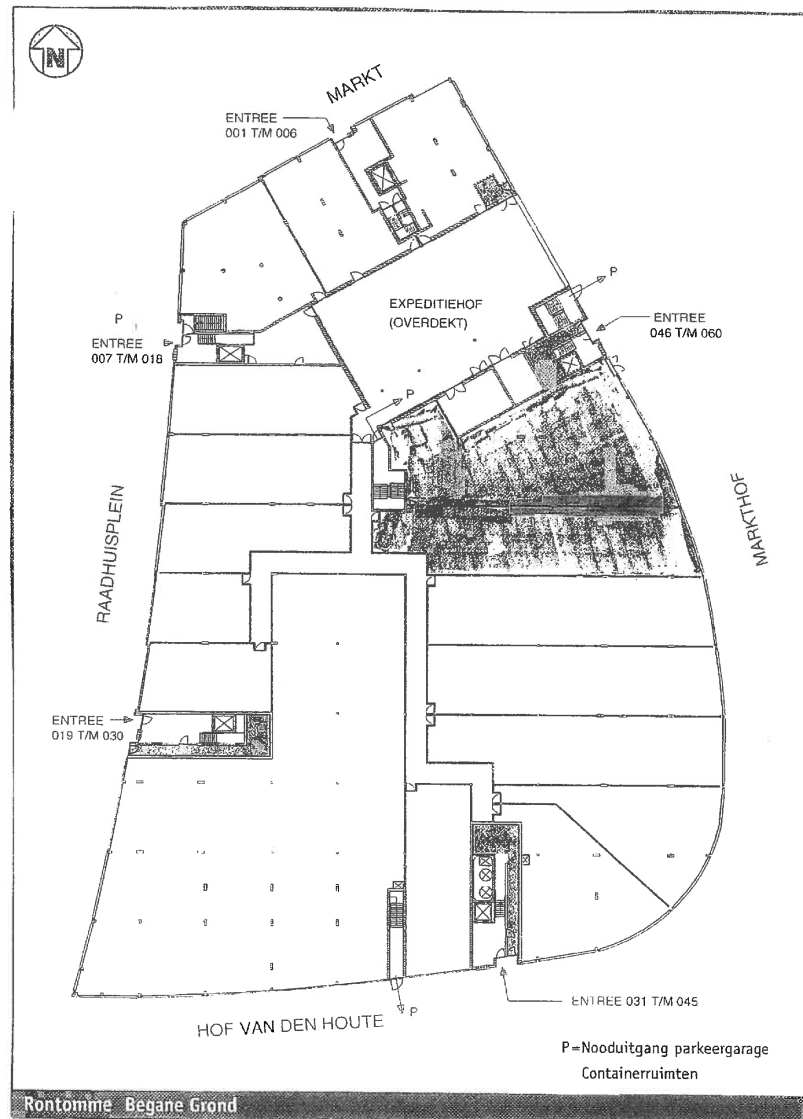 N
MARKT
ENTREE
001 T/M 006
P
EXPEDITIEHOF
(OVERDEKT)
P
ENTREE
007 T/M 018
ENTREE
046 T/M 060
P
RAADHUISPLEIN
MARKTHOF
ENTREE
019 T/M 030
ENTREE 031 T/M 045
P
HOF VAN DEN HOUTE
P=Nooduitgang parkeergarage
Containerruimten
Rontomme Begane Grond